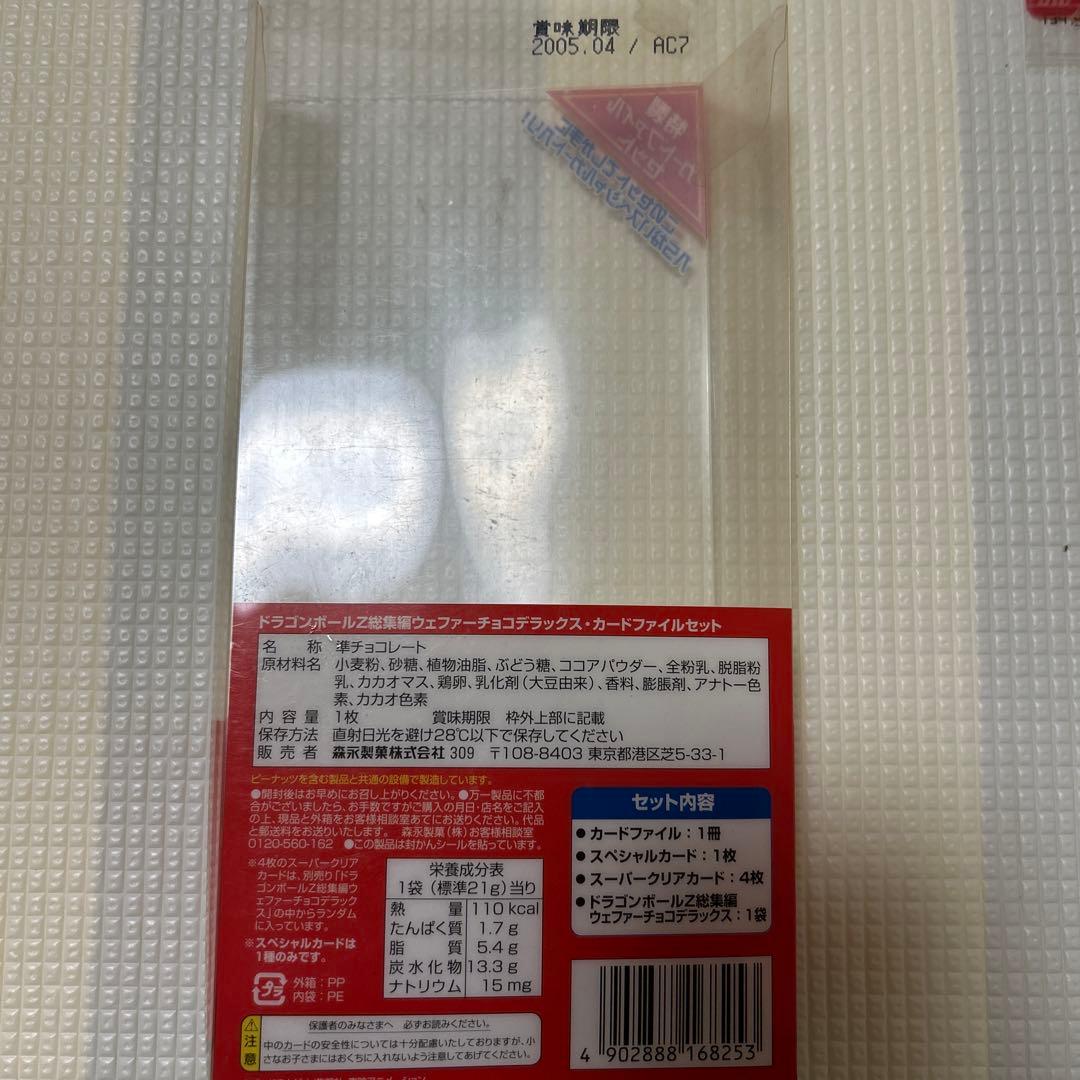 賞味期限
2005.04 / AC7
特製
カードファイル
セット
ドラゴンボールZ総集編ウェファーチョコデラックス・カードファイルセット
名　称　準チョコレート
原材料名　小麦粉、砂糖、植物油脂、ぶどう糖、ココアパウダー、全粉乳、脱脂粉
乳、カカオマス、鶏卵、乳化剤(大豆由来)、香料、膨脹剤、アナトー色
素、カカオ色素
内容量　1枚　賞味期限　枠外上部に記載
保存方法　直射日光を避け28℃以下で保存してください
販売者　森永製菓株式会社 309　〒108-8403 東京都港区芝5-33-1
ピーナッツを含む製品と共通の設備で製造しています。
●開封後はお早めにお召し上がりください。●万一製品に不都
合がございましたら、お手数ですがご購入の月日・店名をご記入
の上、現品と外箱をお客様相談室あてにお送りください。代品
と郵送料をお送りいたします。　森永製菓(株)お客様相談室
0120-560-162　●この製品は封かんシールを貼っています。
※4枚のスーパークリア
カードは、別売り「ドラ
ゴンボールZ総集編ウ
ェファーチョコデラック
ス」の中からランダム
に入っています。
※スペシャルカードは
1種のみです。
プラ
外箱：PP
内袋：PE
栄養成分表
1袋(標準21g)当り
熱量 110 kcal
たんぱく質 1.7 g
脂質 5.4 g
炭水化物 13.3 g
ナトリウム 15 mg
セット内容
●カードファイル：1冊
●スペシャルカード：1枚
●スーパークリアカード：4枚
●ドラゴンボールZ総集編
ウェファーチョコデラックス：1袋
注意
保護者のみなさまへ　必ずお読みください。
中のカードの安全性については十分配慮いたしておりますが、小
さなお子さまにはおくちに入れないよう注意してあげてください。
4 902888 168253